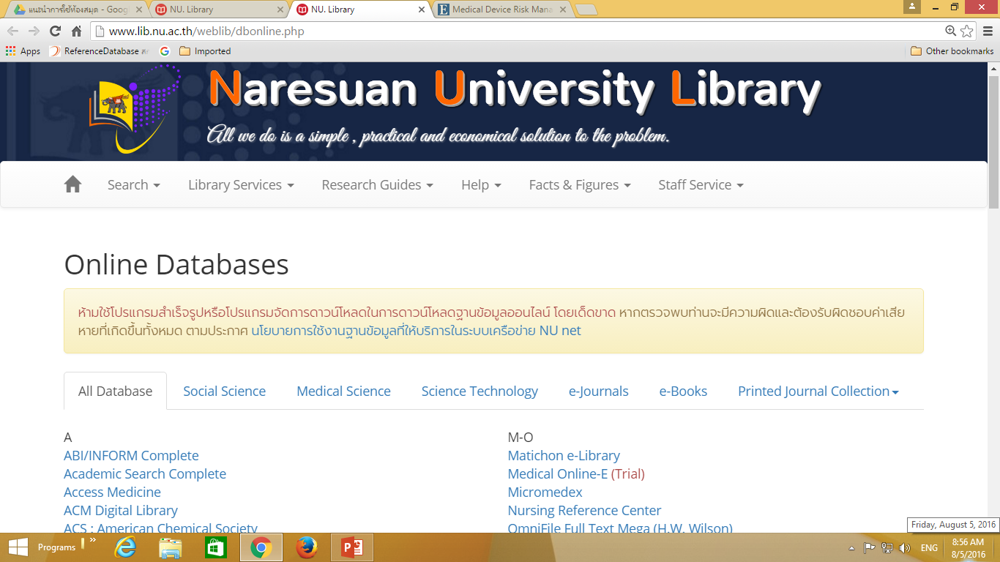 แนะนำการใช้ห้องสมุด - Goog
NU. Library
NU. Library
Medical Device Risk Mana
www.lib.nu.ac.th/weblib/dbonline.php
Apps
ReferenceDatabase
Imported
Other bookmarks
Naresuan University Library
All we do is a simple , practical and economical solution to the problem.
Search
Library Services
Research Guides
Help
Facts & Figures
Staff Service
Online Databases
ห้ามใช้โปรแกรมสำเร็จรูปหรือโปรแกรมจัดการดาวน์โหลดในการดาวน์โหลดฐานข้อมูลออนไลน์ โดยเด็ดขาด หากตรวจพบท่านจะมีความผิดและต้องรับผิดชอบค่าเสีย
หายที่เกิดขึ้นทั้งหมด ตามประกาศ นโยบายการใช้งานฐานข้อมูลที่ให้บริการในระบบเครือข่าย NU net
All Database
Social Science
Medical Science
Science Technology
e-Journals
e-Books
Printed Journal Collection
A
ABI/INFORM Complete
Academic Search Complete
Access Medicine
ACM Digital Library
ACS : American Chemical Society
M-O
Matichon e-Library
Medical Online-E (Trial)
Micromedex
Nursing Reference Center
OmniFile Full Text Mega (H.W. Wilson)
Friday, August 5, 2016
Programs
ENG
8:56 AM
8/5/2016